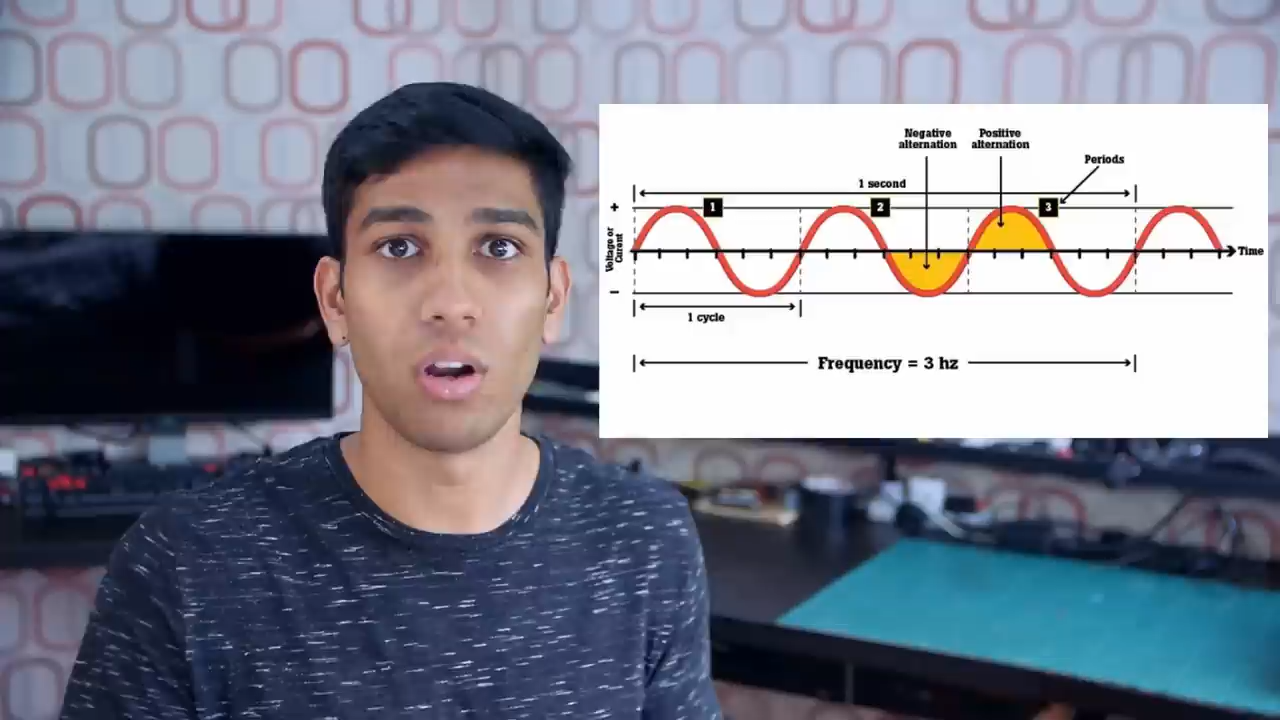 Negative
alternation
Positive
alternation
Periods
1 second
+
1
2
3
Voltage or
Curent
Time
−
1 cycle
Frequency = 3 hz